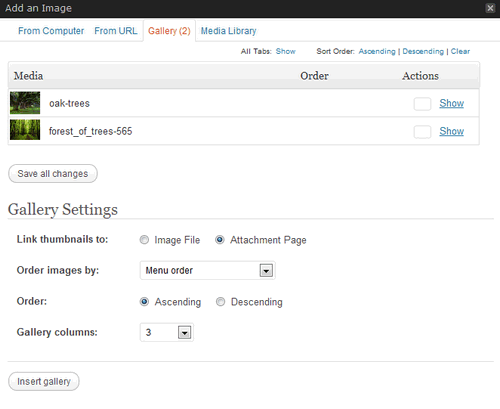 Add an Image
From Computer From URL Gallery (2) Media Library
All Tabs: Show Sort Order: Ascending | Descending | Clear
Media Order Actions
oak-trees Show
forest_of_trees-565 Show
Save all changes
Gallery Settings
Link thumbnails to: Image File Attachment Page
Order images by: Menu order
Order: Ascending Descending
Gallery columns: 3
Insert gallery